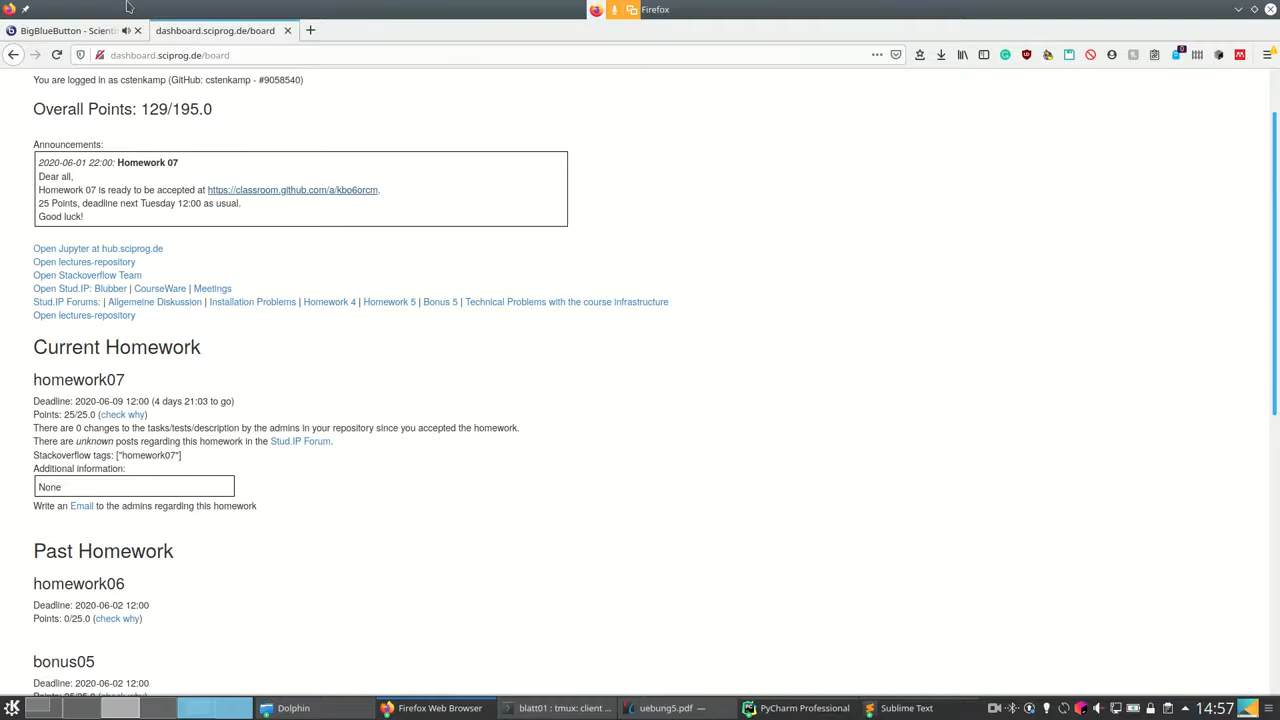 Firefox
BigBlueButton - Scienti
dashboard.sciprog.de/board
dashboard.sciprog.de/board
You are logged in as cstenkamp (GitHub: cstenkamp - #9058540)
Overall Points: 129/195.0
Announcements:
2020-06-01 22:00: Homework 07
Dear all,
Homework 07 is ready to be accepted at https://classroom.github.com/a/kbo6orcm.
25 Points, deadline next Tuesday 12:00 as usual.
Good luck!
Open Jupyter at hub.sciprog.de
Open lectures-repository
Open Stackoverflow Team
Open Stud.IP: Blubber | CourseWare | Meetings
Stud.IP Forums: | Allgemeine Diskussion | Installation Problems | Homework 4 | Homework 5 | Bonus 5 | Technical Problems with the course infrastructure
Open lectures-repository
Current Homework
homework07
Deadline: 2020-06-09 12:00 (4 days 21:03 to go)
Points: 25/25.0 (check why)
There are 0 changes to the tasks/tests/description by the admins in your repository since you accepted the homework.
There are unknown posts regarding this homework in the Stud.IP Forum.
Stackoverflow tags: ["homework07"]
Additional information:
None
Write an Email to the admins regarding this homework
Past Homework
homework06
Deadline: 2020-06-02 12:00
Points: 0/25.0 (check why)
bonus05
Deadline: 2020-06-02 12:00
Dolphin
Firefox Web Browser
blatt01 : tmux: client ...
uebung5.pdf —
PyCharm Professional
Sublime Text
14:57